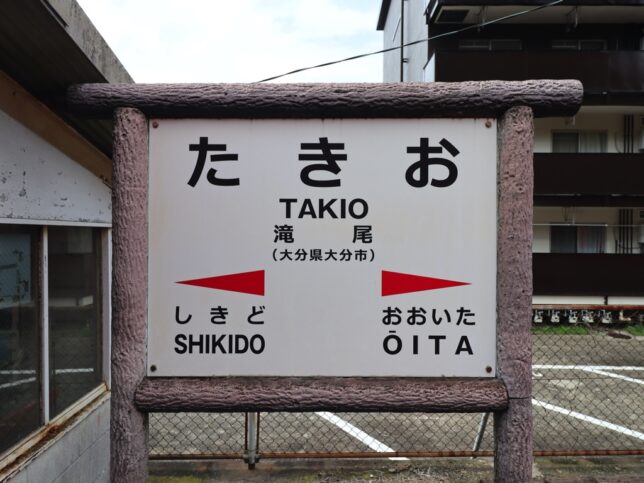 たきお
TAKIO
滝尾
(大分県大分市)
しきど おおいた
SHIKIDO ŌITA